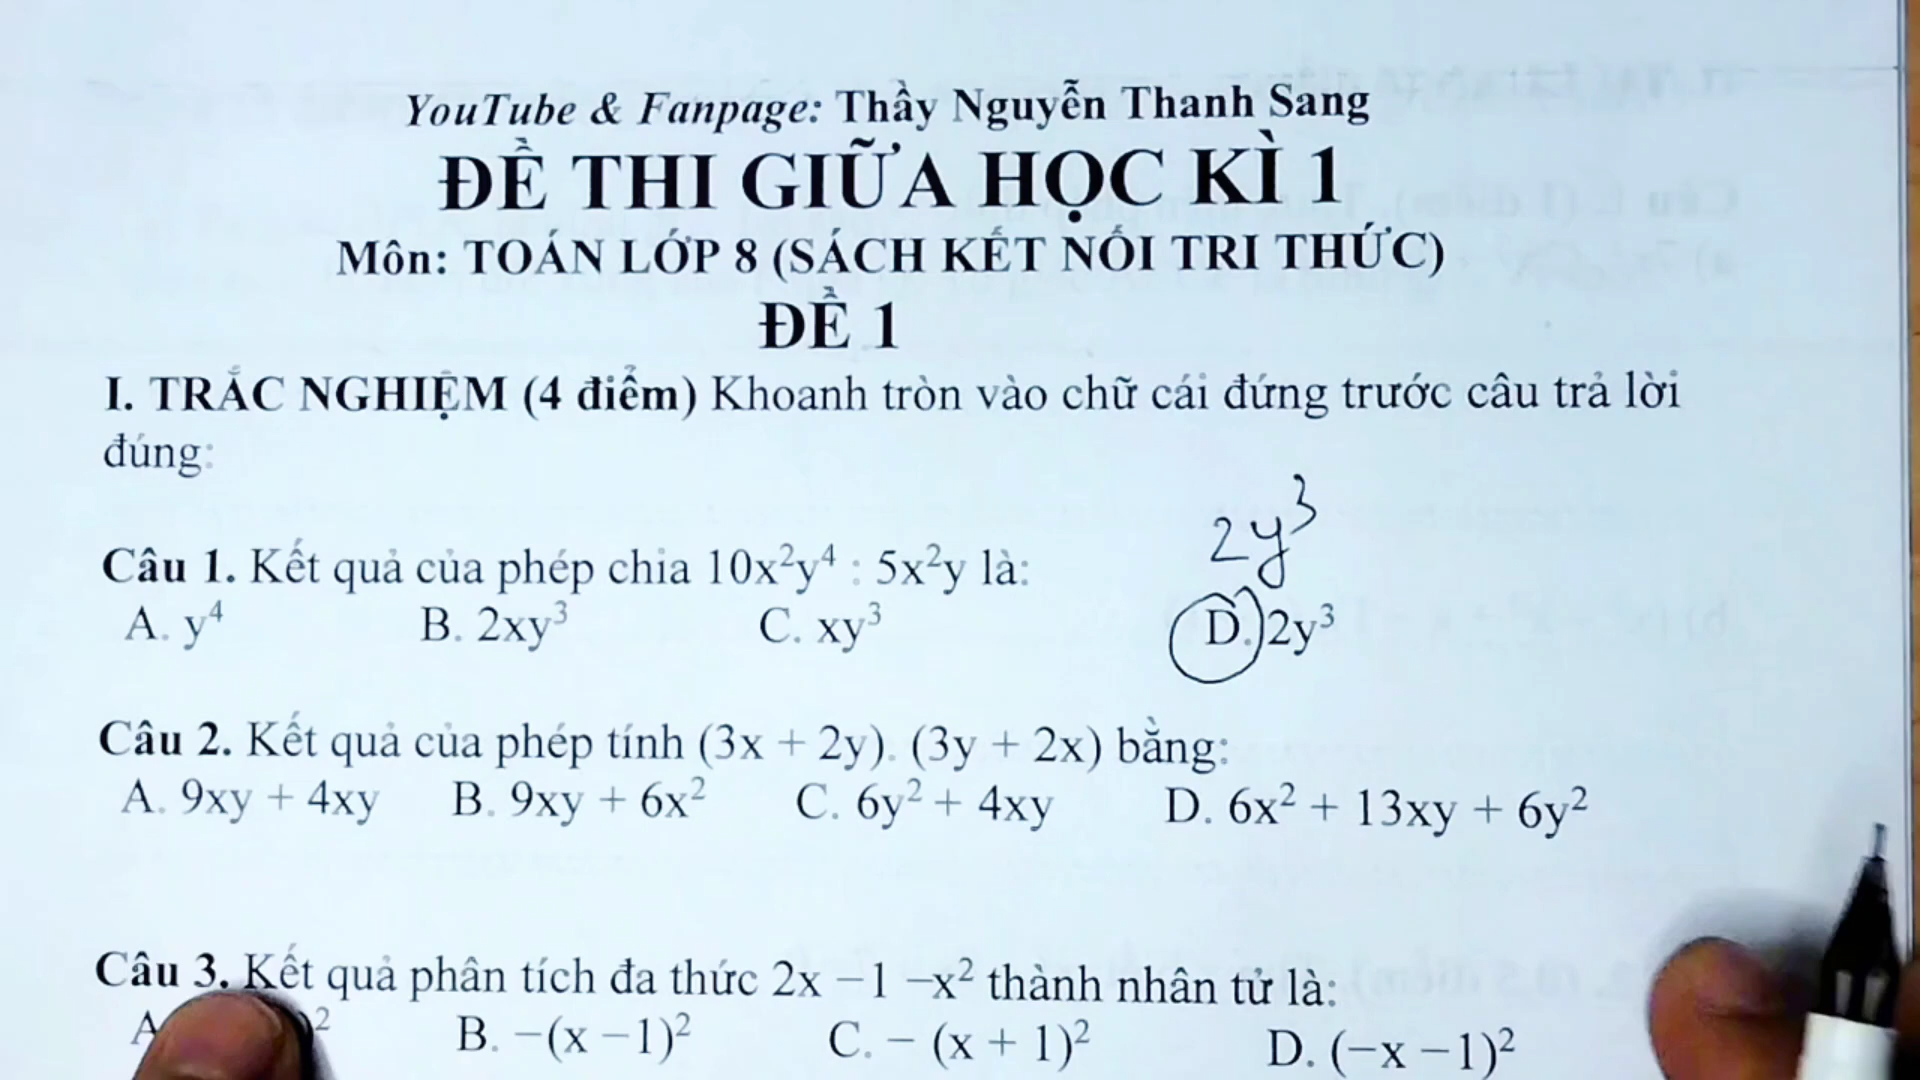 YouTube & Fanpage: Thầy Nguyễn Thanh Sang
ĐỀ THI GIỮA HỌC KÌ 1
Môn: TOÁN LỚP 8 (SÁCH KẾT NỐI TRI THỨC)
ĐỀ 1
I. TRẮC NGHIỆM (4 điểm) Khoanh tròn vào chữ cái đứng trước câu trả lời
đúng:
2y³
Câu 1. Kết quả của phép chia 10x²y⁴ : 5x²y là:
A. y⁴ B. 2xy³ C. xy³ D. 2y³
Câu 2. Kết quả của phép tính (3x + 2y). (3y + 2x) bằng:
A. 9xy + 4xy B. 9xy + 6x² C. 6y² + 4xy D. 6x² + 13xy + 6y²
Câu 3. Kết quả phân tích đa thức 2x −1 −x² thành nhân tử là:
A ² B. −(x −1)² C. − (x + 1)² D. (−x −1)²